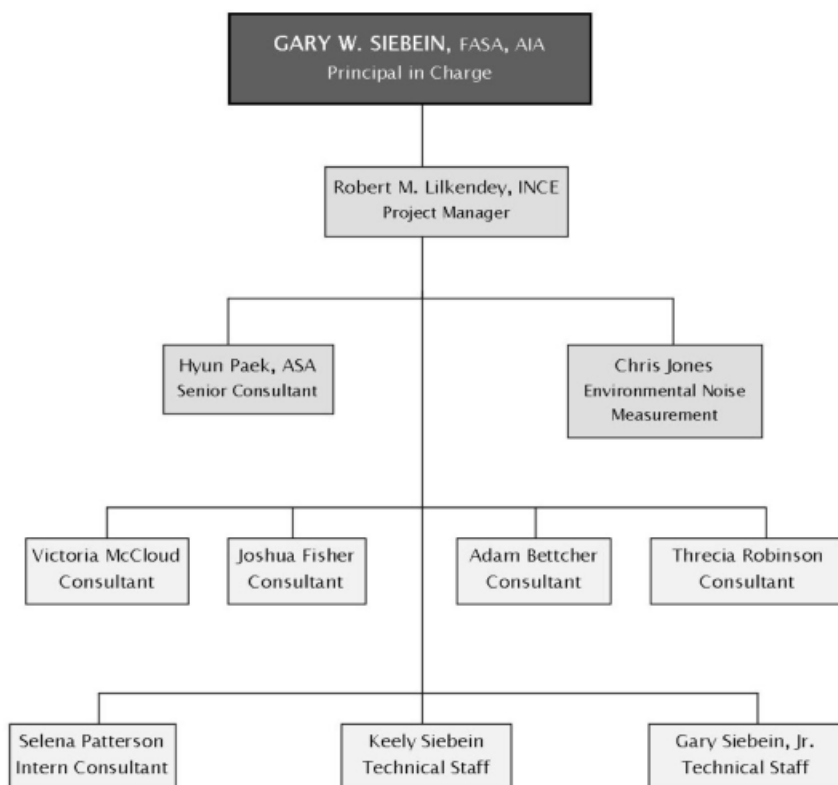 GARY W. SIEBEIN, FASA, AIA
Principal in Charge
Robert M. Lilkendey, INCE
Project Manager
Hyun Paek, ASA
Senior Consultant
Chris Jones
Environmental Noise
Measurement
Victoria McCloud
Consultant
Joshua Fisher
Consultant
Adam Bettcher
Consultant
Threcia Robinson
Consultant
Selena Patterson
Intern Consultant
Keely Siebein
Technical Staff
Gary Siebein, Jr.
Technical Staff